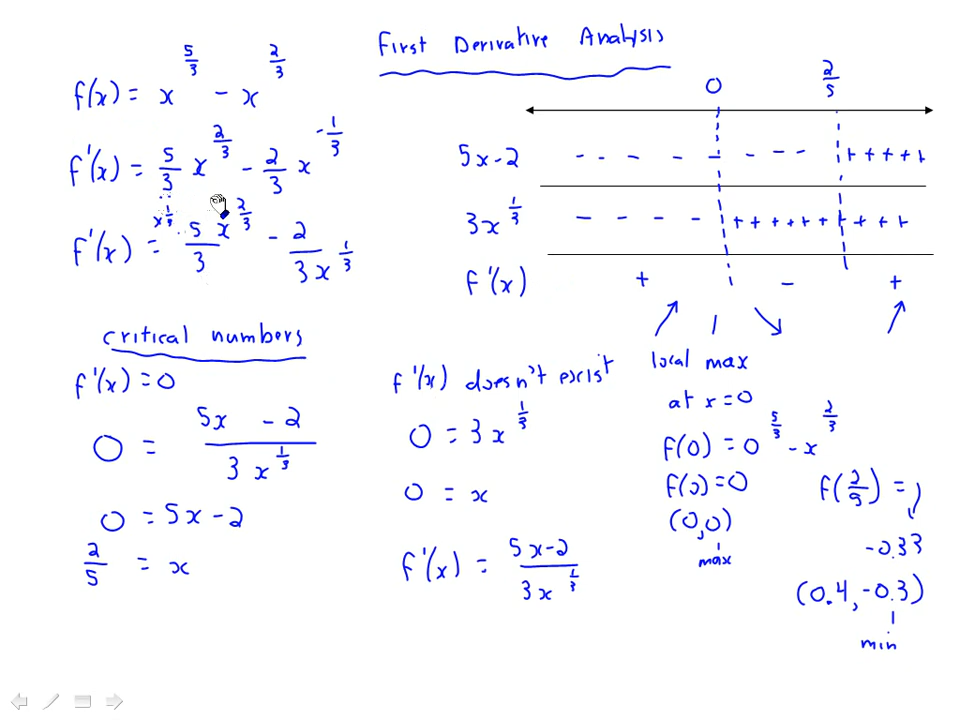 f(x) = x^(5/3) - x^(2/3)
f'(x) = 5/3 x^(2/3) - 2/3 x^(-1/3)
x^(1/3)
f'(x) = 5x^(2/3)/3 - 2/(3x^(1/3))
critical numbers
f'(x) = 0
0 = (5x - 2)/(3x^(1/3))
0 = 5x - 2
2/5 = x
First Derivative Analysis
0 2/5
5x - 2 - - - - - - - - + + + + +
3x^(1/3) - - - - + + + + + + + + + +
f'(x) + - +
f'(x) doesn't exist
0 = 3x^(1/3)
0 = x
f'(x) = (5x-2)/(3x^(1/3))
local max
at x = 0
f(0) = 0^(5/3) - x^(2/3)
f(0) = 0
(0,0)
max
f(2/5) =
-0.33
(0.4, -0.3)
min